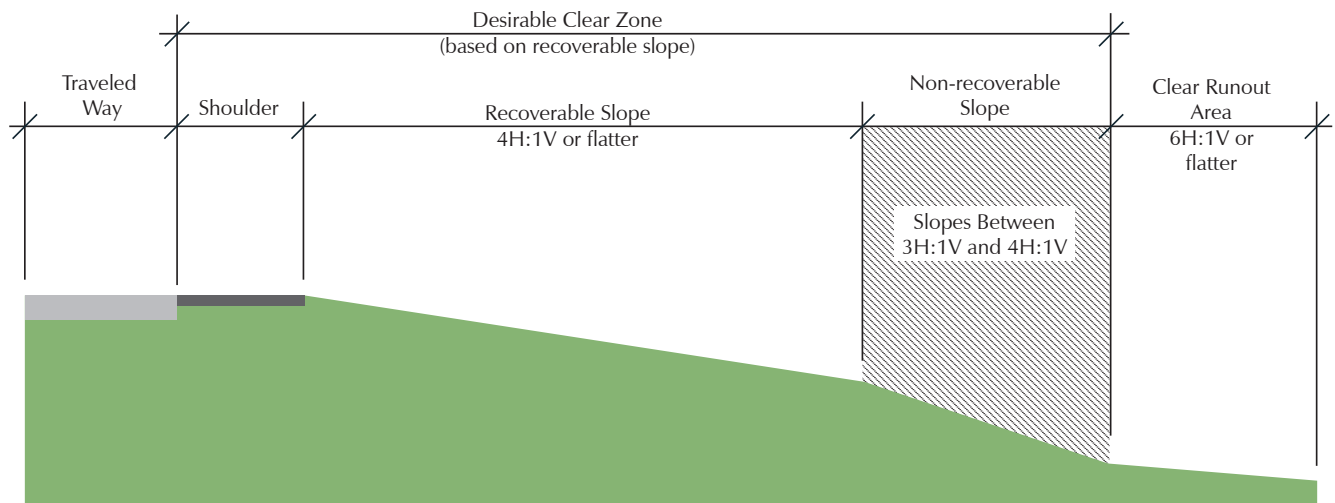 Desirable Clear Zone
(based on recoverable slope)
Traveled
Way
Shoulder
Recoverable Slope
4H:1V or flatter
Non-recoverable
Slope
Clear Runout
Area
6H:1V or
flatter
Slopes Between
3H:1V and 4H:1V